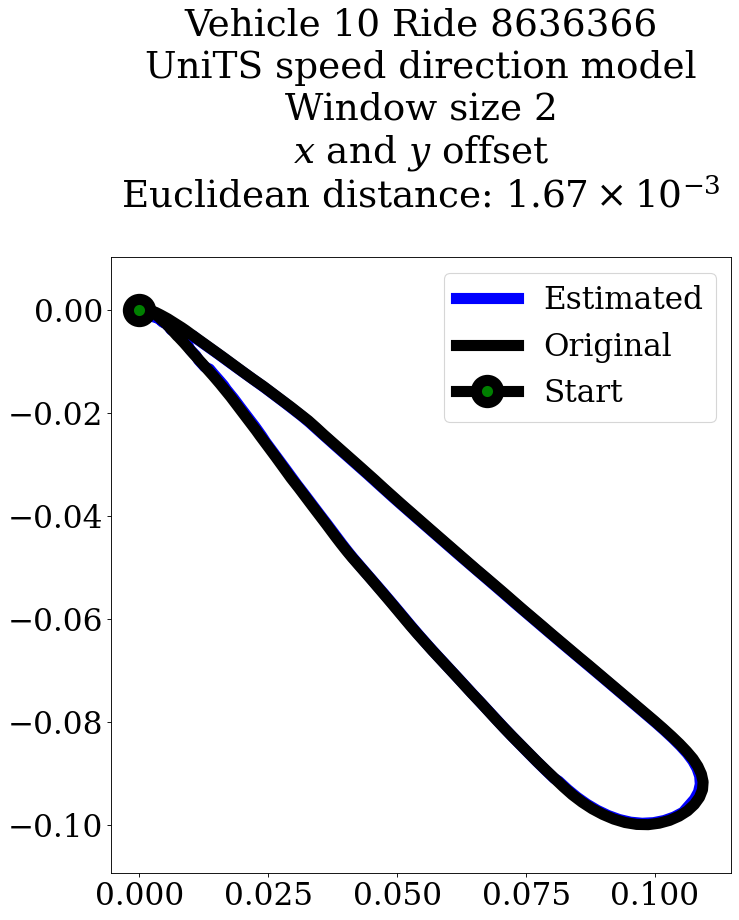 Vehicle 10 Ride 8636366
UniTS speed direction model
Window size 2
x and y offset
Euclidean distance: 1.67 × 10⁻³
Estimated
Original
Start
0.00
−0.02
−0.04
−0.06
−0.08
−0.10
0.000 0.025 0.050 0.075 0.100